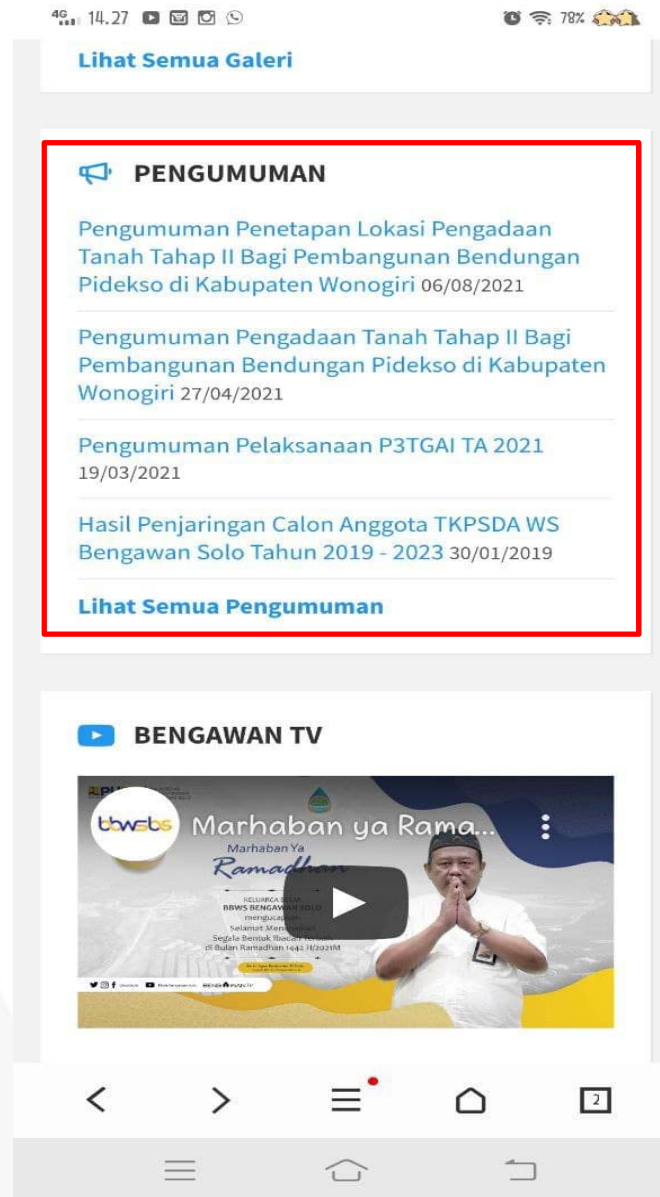 4G 14.27 78%
Lihat Semua Galeri
PENGUMUMAN
Pengumuman Penetapan Lokasi Pengadaan
Tanah Tahap II Bagi Pembangunan Bendungan
Pidekso di Kabupaten Wonogiri 06/08/2021
Pengumuman Pengadaan Tanah Tahap II Bagi
Pembangunan Bendungan Pidekso di Kabupaten
Wonogiri 27/04/2021
Pengumuman Pelaksanaan P3TGAI TA 2021
19/03/2021
Hasil Penjaringan Calon Anggota TKPSDA WS
Bengawan Solo Tahun 2019 - 2023 30/01/2019
Lihat Semua Pengumuman
BENGAWAN TV
bbwsbs Marhaban ya Rama...
Marhaban Ya
Ramadhan
BBWS BENGAWAN SOLO
mengucapkan
Selamat
Segala Bentuk Ibadah
di Bulan Ramadhan 1442 H/2021M
2